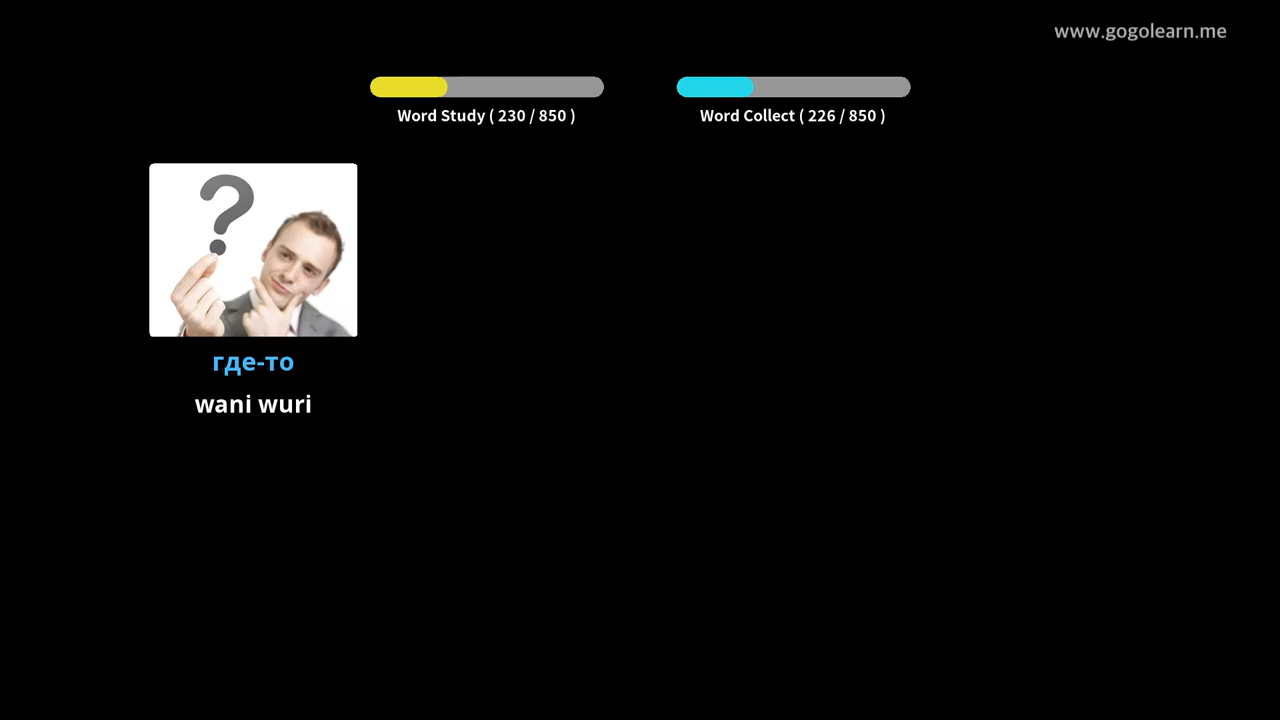 www.gogolearn.me
Word Study ( 230 / 850 )
Word Collect ( 226 / 850 )
?
где-то
wani wuri